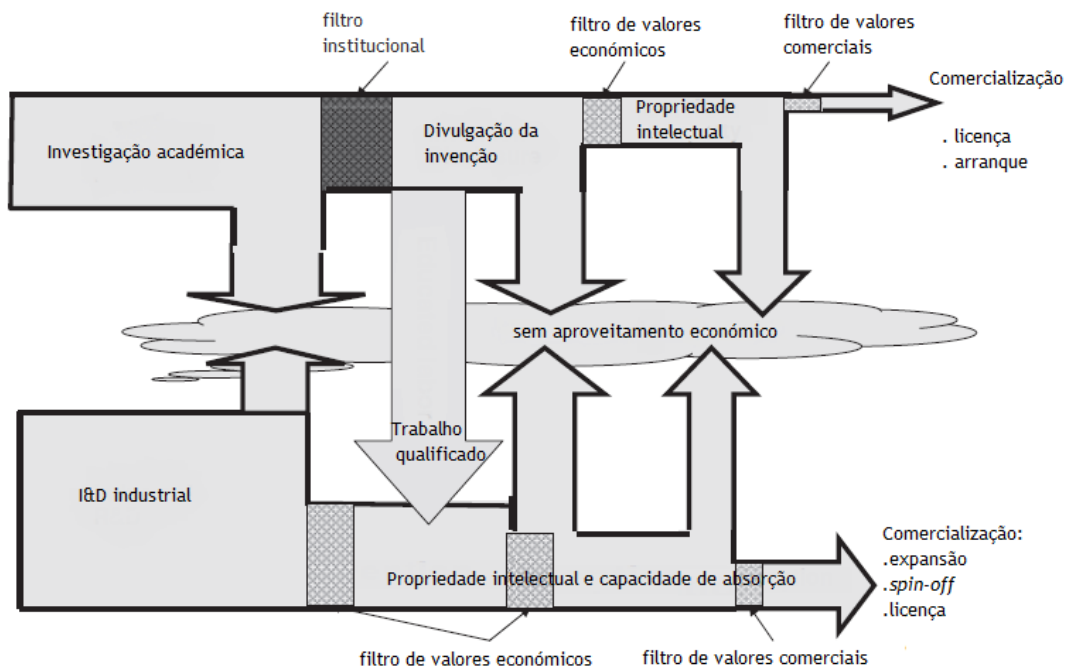 filtro
institucional
filtro de valores
económicos
filtro de valores
comerciais
Comercialização
. licença
. arranque
Investigação académica
Divulgação da
invenção
Propriedade
intelectual
sem aproveitamento económico
Trabalho
qualificado
I&D industrial
Propriedade intelectual e capacidade de absorção
Comercialização:
.expansão
.spin-off
.licença
filtro de valores económicos
filtro de valores comerciais